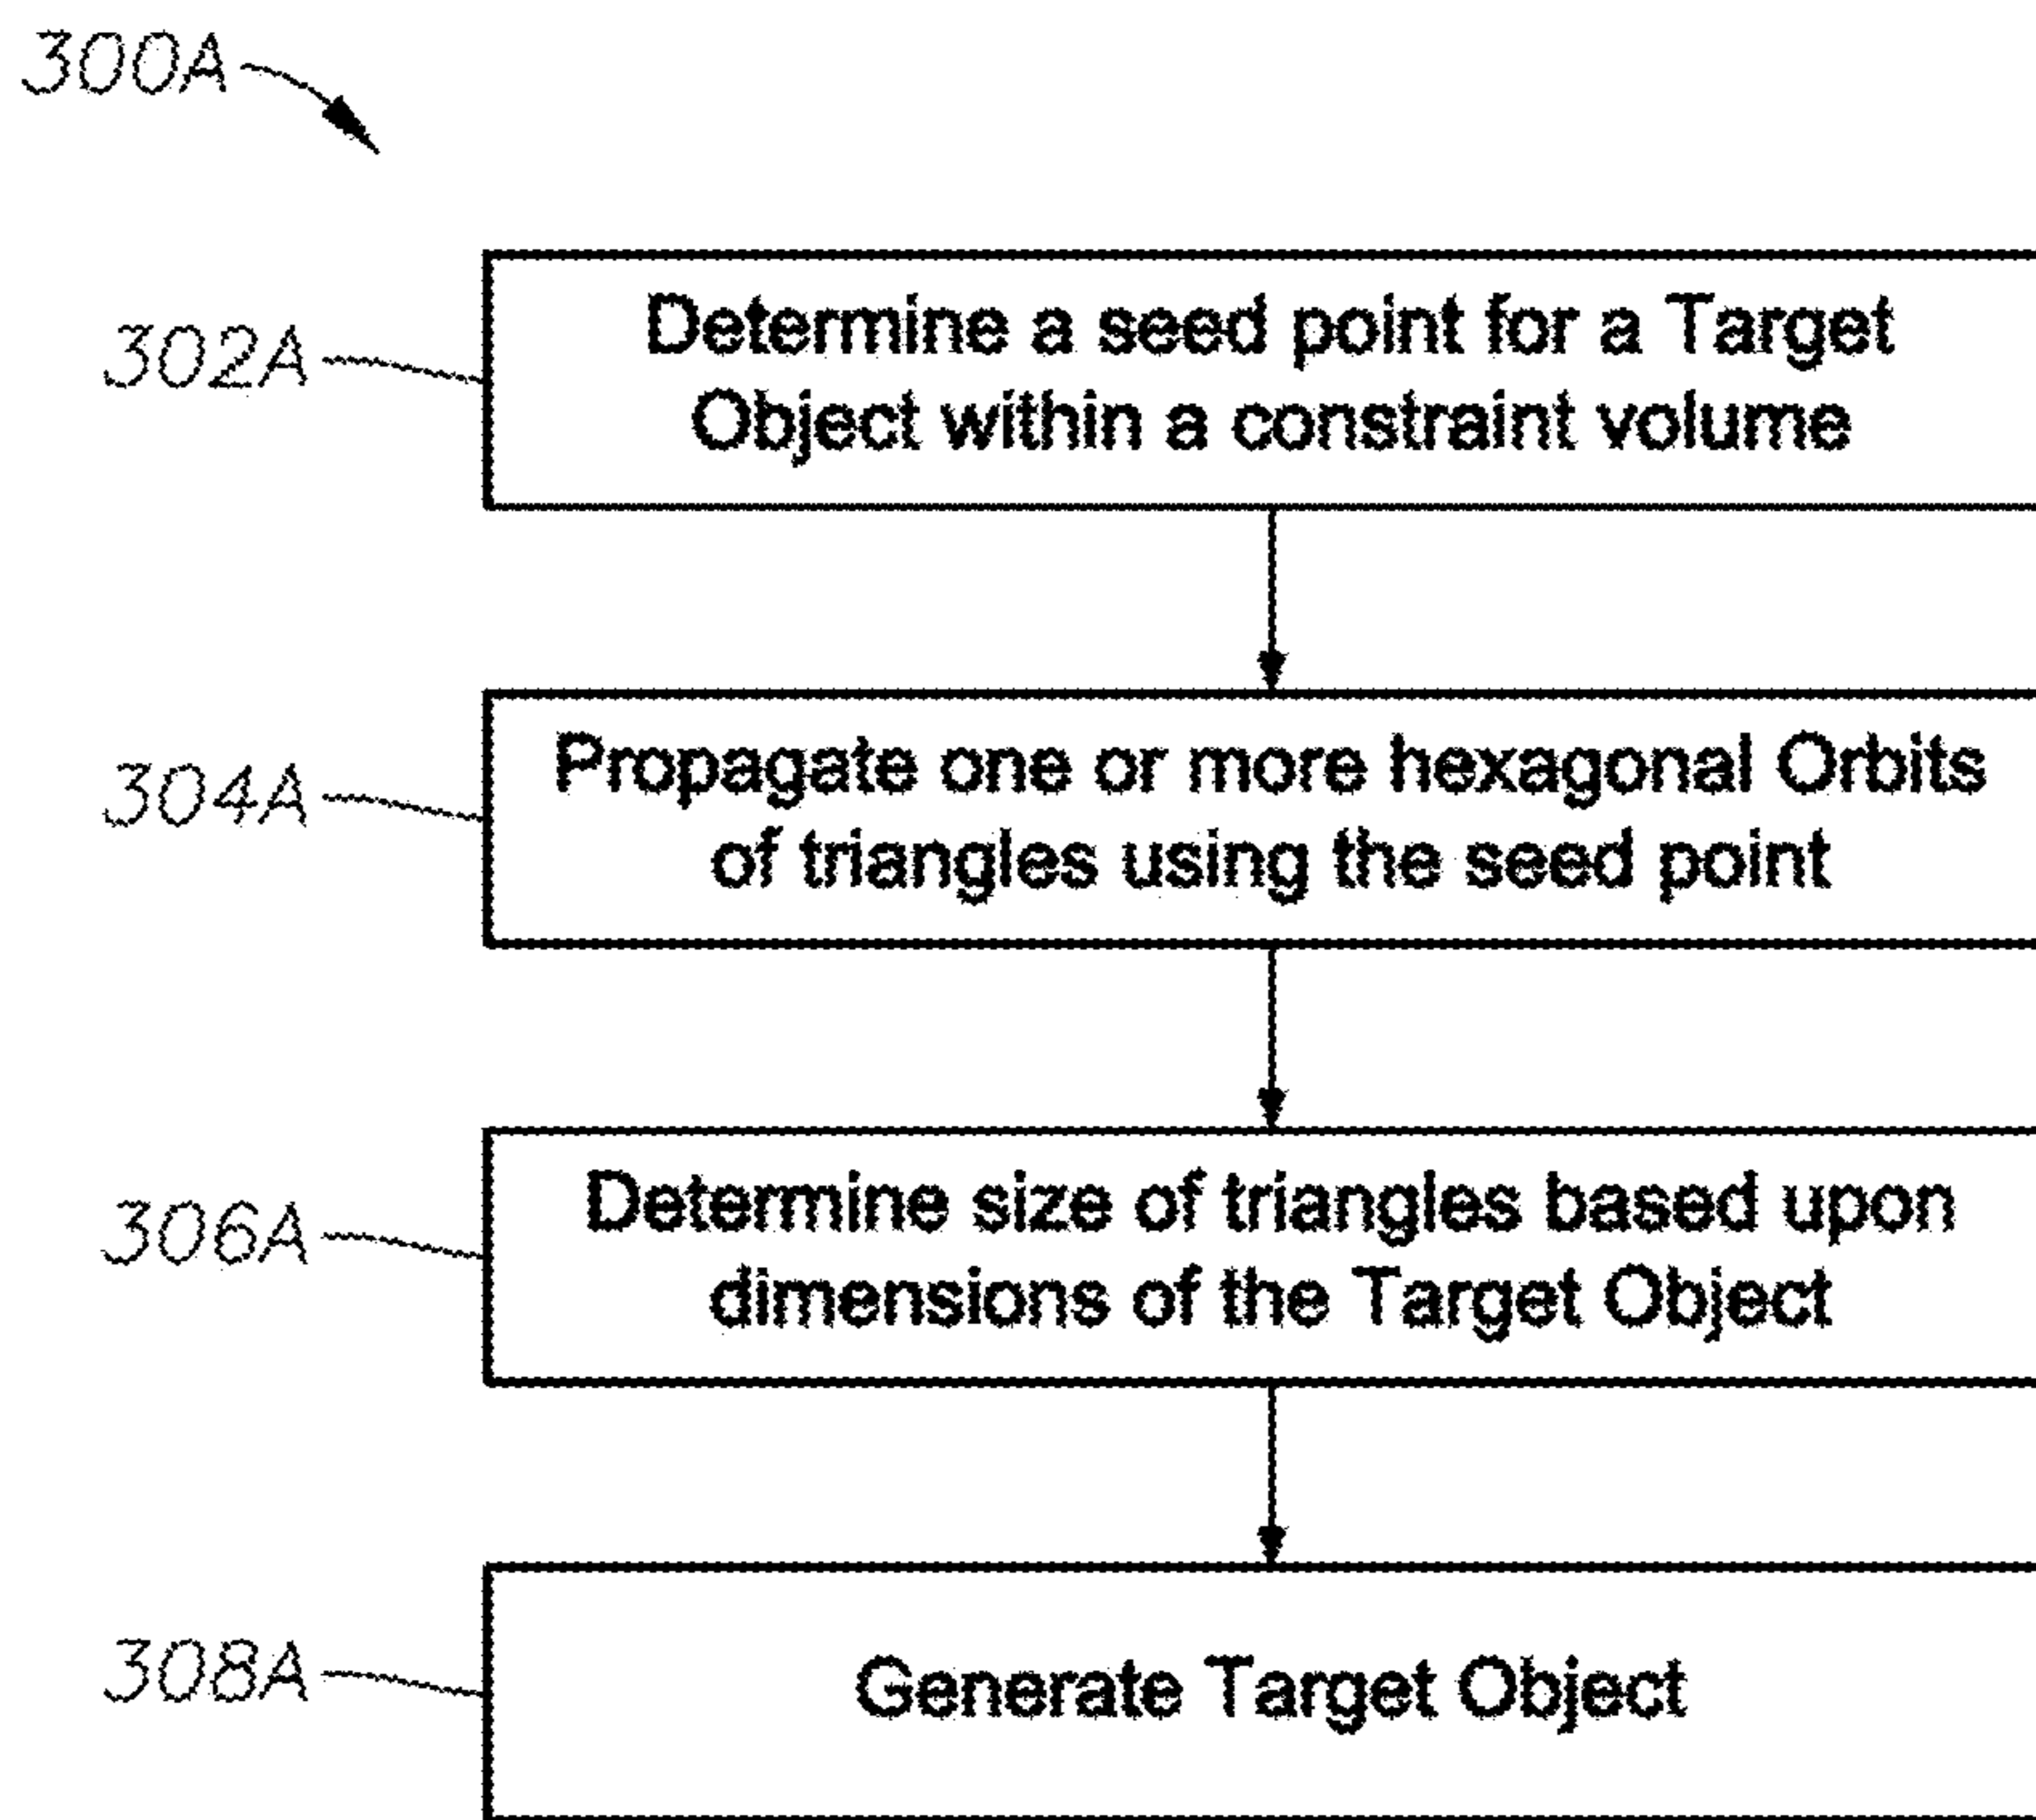 300A
302A
Determine a seed point for a Target
Object within a constraint volume
304A
Propagate one or more hexagonal Orbits
of triangles using the seed point
306A
Determine size of triangles based upon
dimensions of the Target Object
308A
Generate Target Object